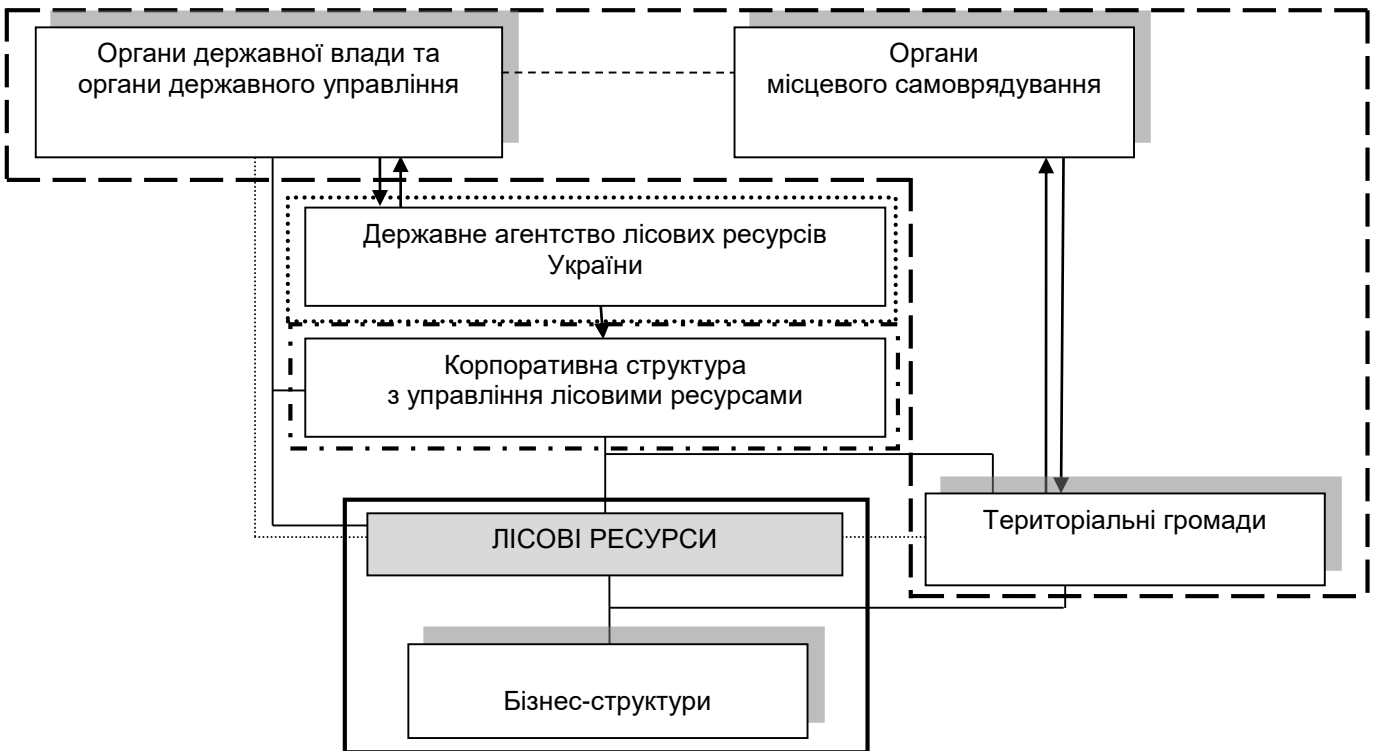 Органи державної влади та
органи державного управління
Органи
місцевого самоврядування
Державне агентство лісових ресурсів
України
Корпоративна структура
з управління лісовими ресурсами
ЛІСОВІ РЕСУРСИ
Територіальні громади
Бізнес-структури